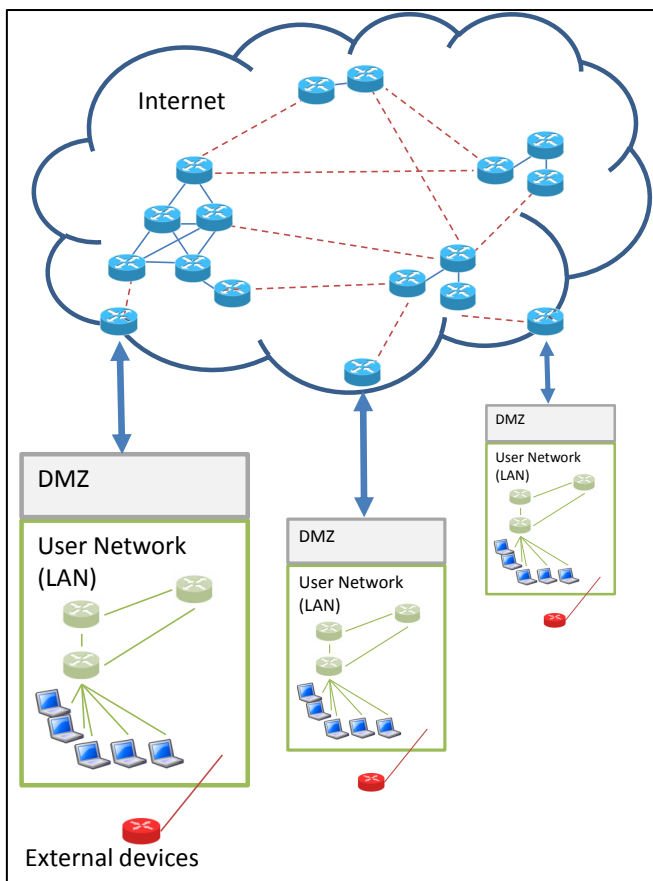 Internet
DMZ
User Network
(LAN)
DMZ
User Network
(LAN)
DMZ
User Network
(LAN)
External devices